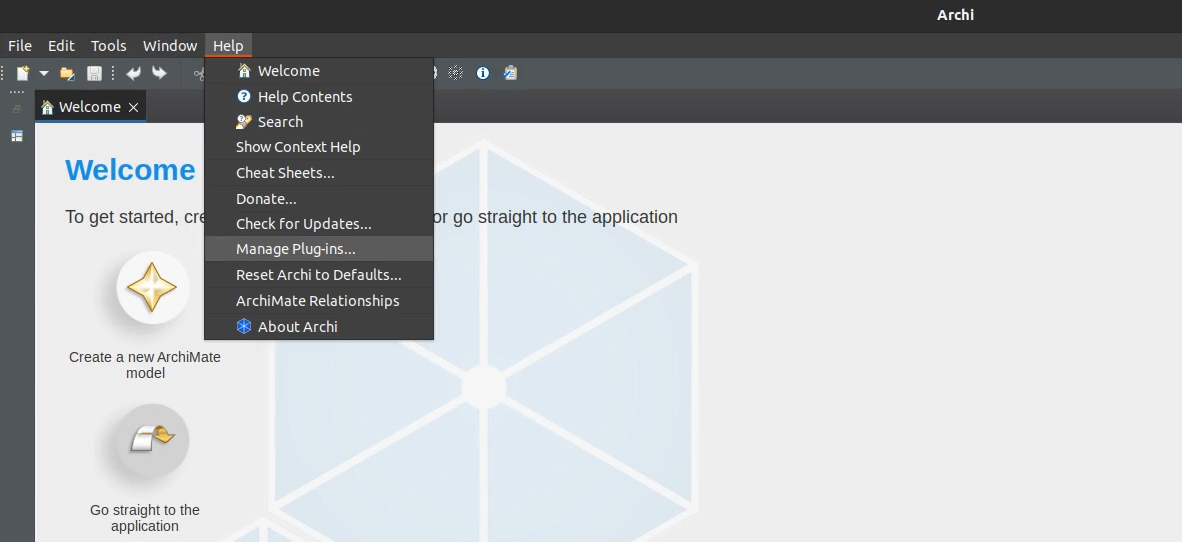 Archi
File Edit Tools Window Help
Welcome
Help Contents
Search
Show Context Help
Cheat Sheets...
Donate...
Check for Updates...
Manage Plug-ins...
Reset Archi to Defaults...
ArchiMate Relationships
About Archi
Welcome
Welcome
To get started, cre or go straight to the application
Create a new ArchiMate
model
Go straight to the
application